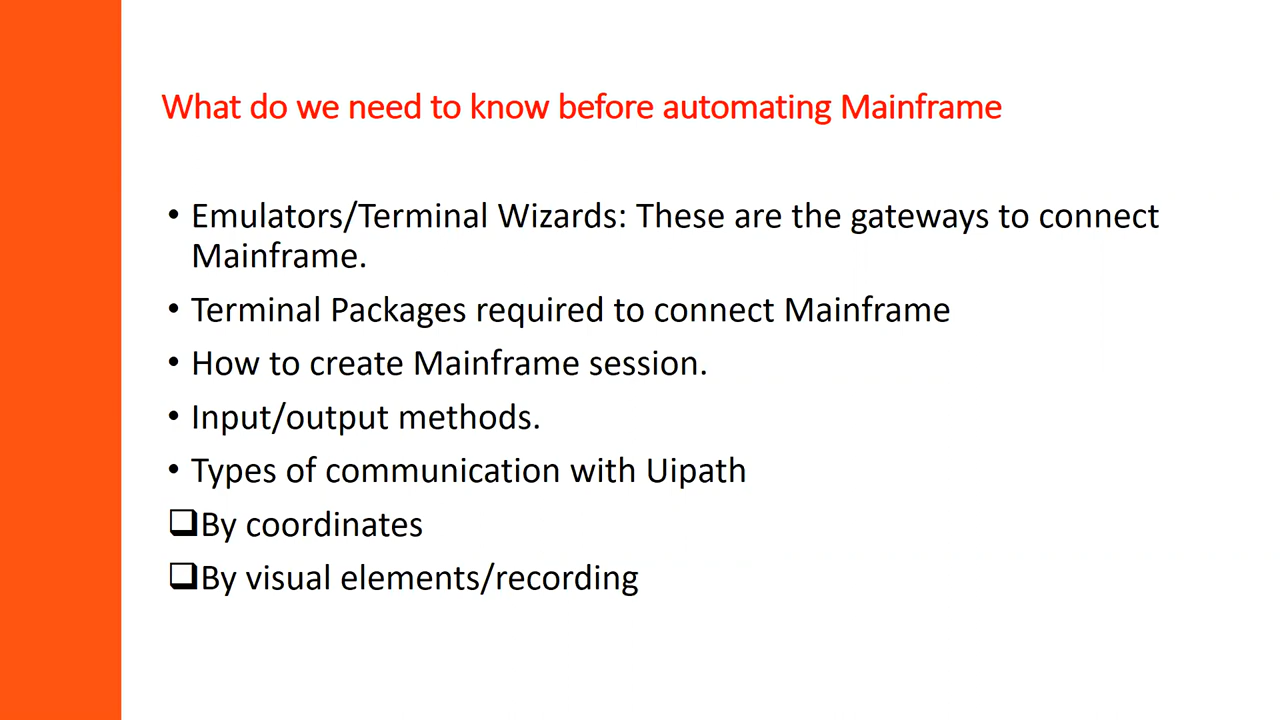 What do we need to know before automating Mainframe
• Emulators/Terminal Wizards: These are the gateways to connect
Mainframe.
• Terminal Packages required to connect Mainframe
• How to create Mainframe session.
• Input/output methods.
• Types of communication with Uipath
❑By coordinates
❑By visual elements/recording